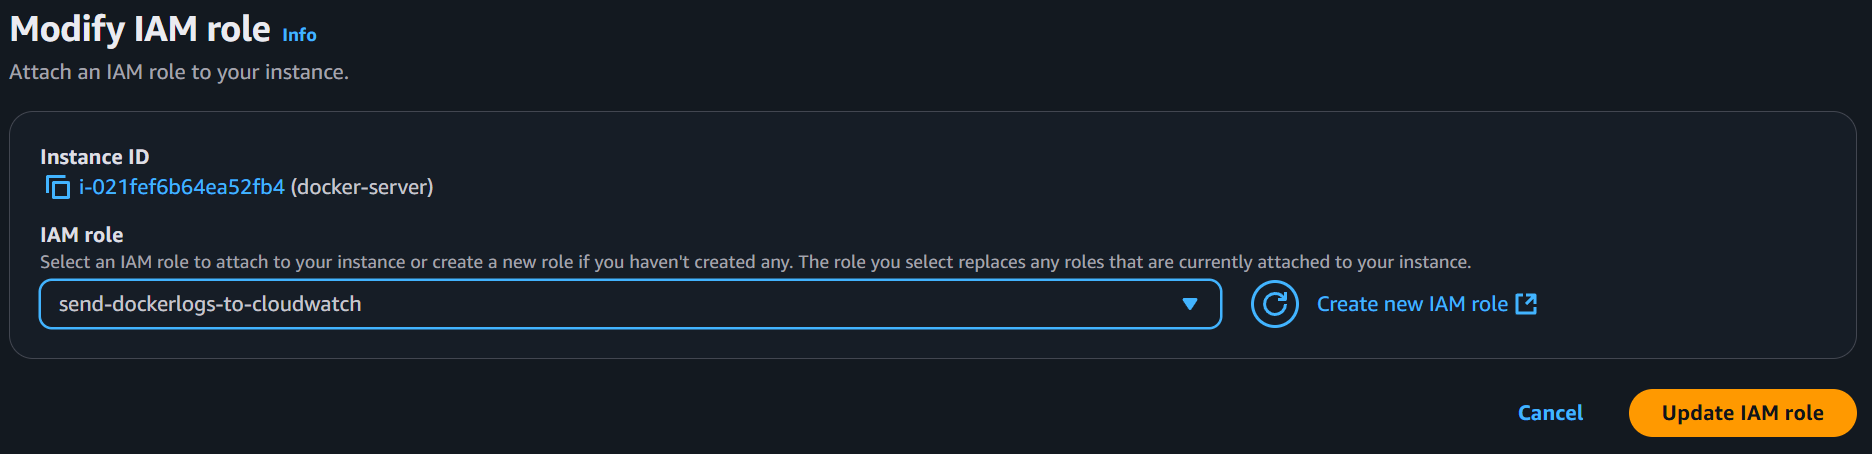 Modify IAM role Info
Attach an IAM role to your instance.
Instance ID
i-021fef6b64ea52fb4 (docker-server)
IAM role
Select an IAM role to attach to your instance or create a new role if you haven't created any. The role you select replaces any roles that are currently attached to your instance.
send-dockerlogs-to-cloudwatch
Create new IAM role
Cancel
Update IAM role